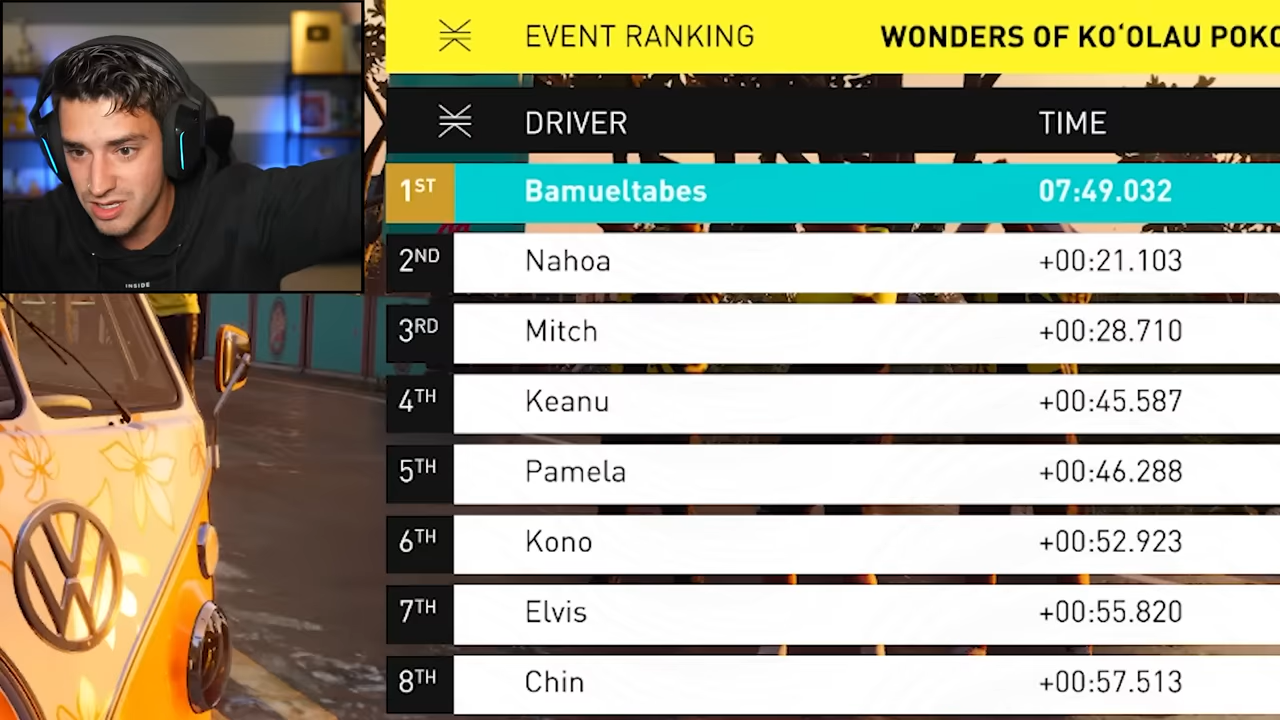 EVENT RANKING WONDERS OF KOʻOLAU POKO
DRIVER TIME
1ST Bamueltabes 07:49.032
2ND Nahoa +00:21.103
3RD Mitch +00:28.710
4TH Keanu +00:45.587
5TH Pamela +00:46.288
6TH Kono +00:52.923
7TH Elvis +00:55.820
8TH Chin +00:57.513
INSIDE